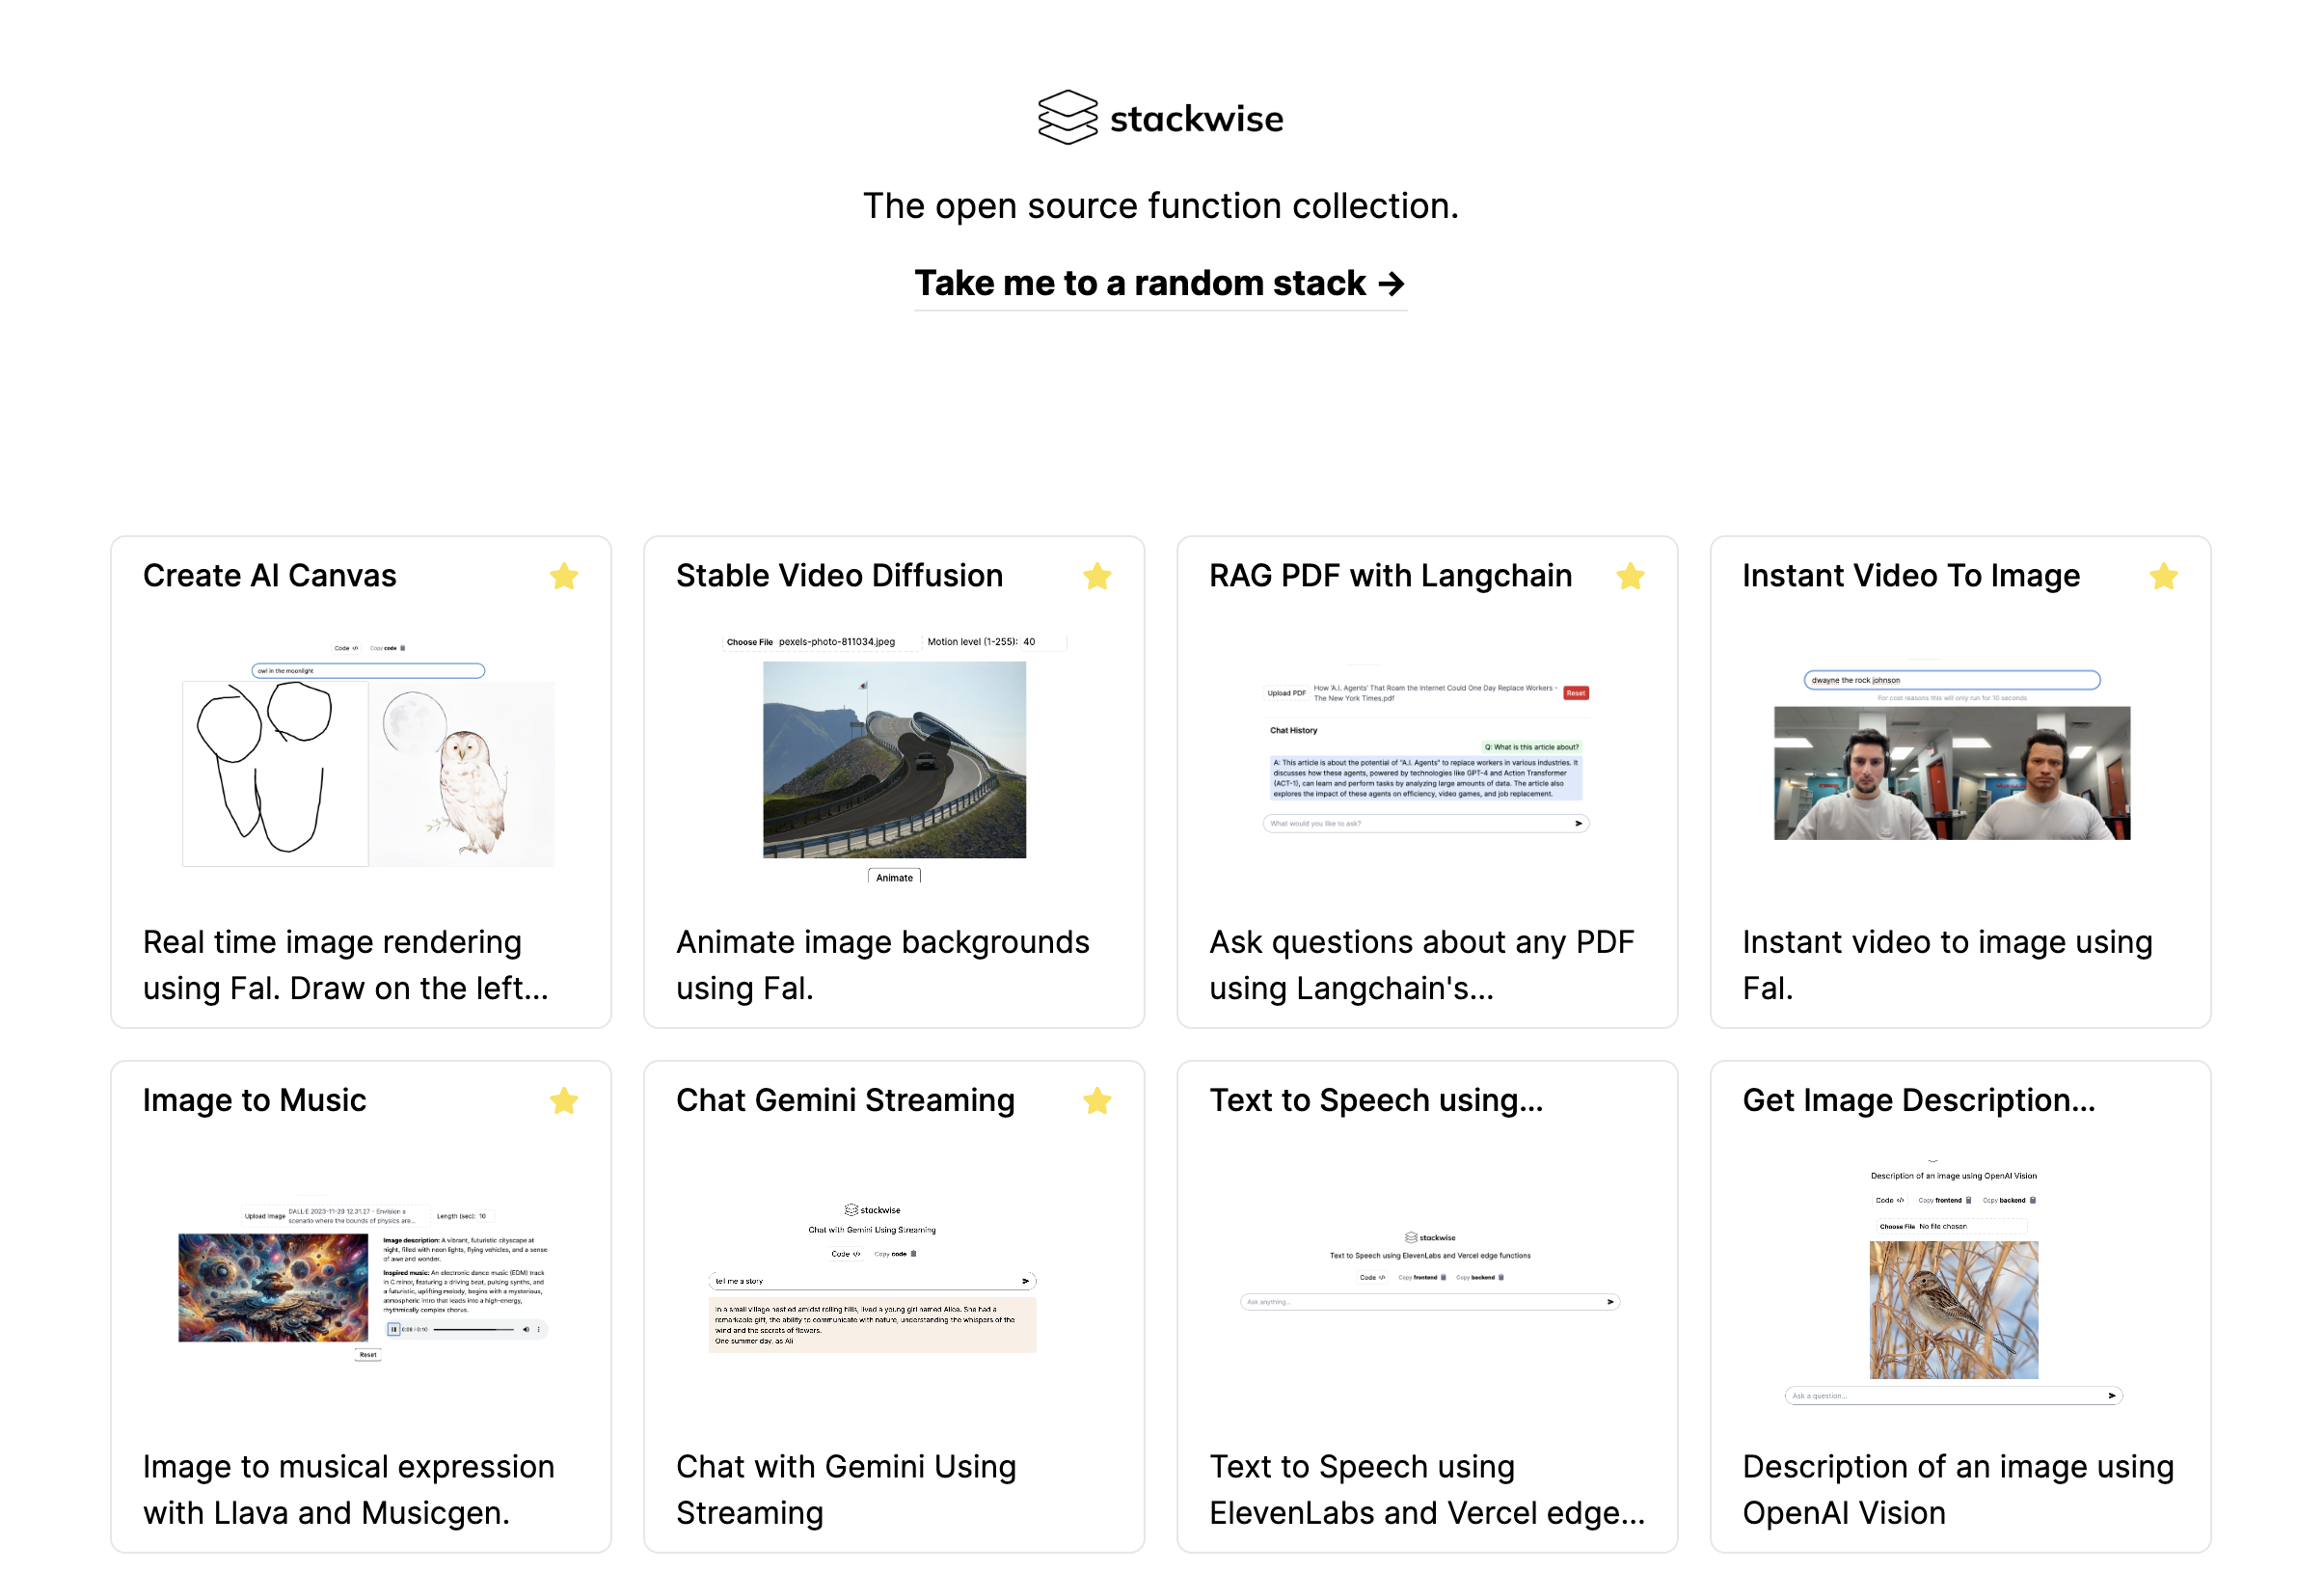 stackwise
The open source function collection.
Take me to a random stack →
Create AI Canvas
Code </>
Copy code
owl in the moonlight
Real time image rendering
using Fal. Draw on the left...
Stable Video Diffusion
Choose File pexels-photo-811034.jpeg
Motion level (1-255): 40
Animate
Animate image backgrounds
using Fal.
RAG PDF with Langchain
Upload PDF
How 'A.I. Agents' That Roam the Internet Could One Day Replace Workers -
The New York Times.pdf
Reset
Chat History
Q: What is this article about?
A: This article is about the potential of "A.I. Agents" to replace workers in various industries. It
discusses how these agents, powered by technologies like GPT-4 and Action Transformer
(ACT-1), can learn and perform tasks by analyzing large amounts of data. The article also
explores the impact of these agents on efficiency, video games, and job replacement.
What would you like to ask?
Ask questions about any PDF
using Langchain's...
Instant Video To Image
dwayne the rock johnson
For cost reasons this will only run for 10 seconds
Instant video to image using
Fal.
Image to Music
Upload Image
DALL·E 2023-11-29 12.31.27 - Envision a
scenario where the bounds of physics are...
Length (sec): 10
Image description: A vibrant, futuristic cityscape at
night, filled with neon lights, flying vehicles, and a sense
of awe and wonder.
Inspired music: An electronic dance music (EDM) track
in C minor, featuring a driving beat, pulsing synths, and
a futuristic, uplifting melody, begins with a mysterious,
atmospheric intro that leads into a high-energy,
rhythmically complex chorus.
0:08 / 0:10
Reset
Image to musical expression
with Llava and Musicgen.
Chat Gemini Streaming
stackwise
Chat with Gemini Using Streaming
Code </>
Copy code
tell me a story
In a small village nestled amidst rolling hills, lived a young girl named Alice. She had a
remarkable gift, the ability to communicate with nature, understanding the whispers of the
wind and the secrets of flowers.
One summer day, as Ali
Chat with Gemini Using
Streaming
Text to Speech using...
stackwise
Text to Speech using ElevenLabs and Vercel edge functions
Code </>
Copy frontend
Copy backend
Ask anything...
Text to Speech using
ElevenLabs and Vercel edge...
Get Image Description...
Description of an image using OpenAI Vision
Code </>
Copy frontend
Copy backend
Choose File No file chosen
Ask a question...
Description of an image using
OpenAI Vision